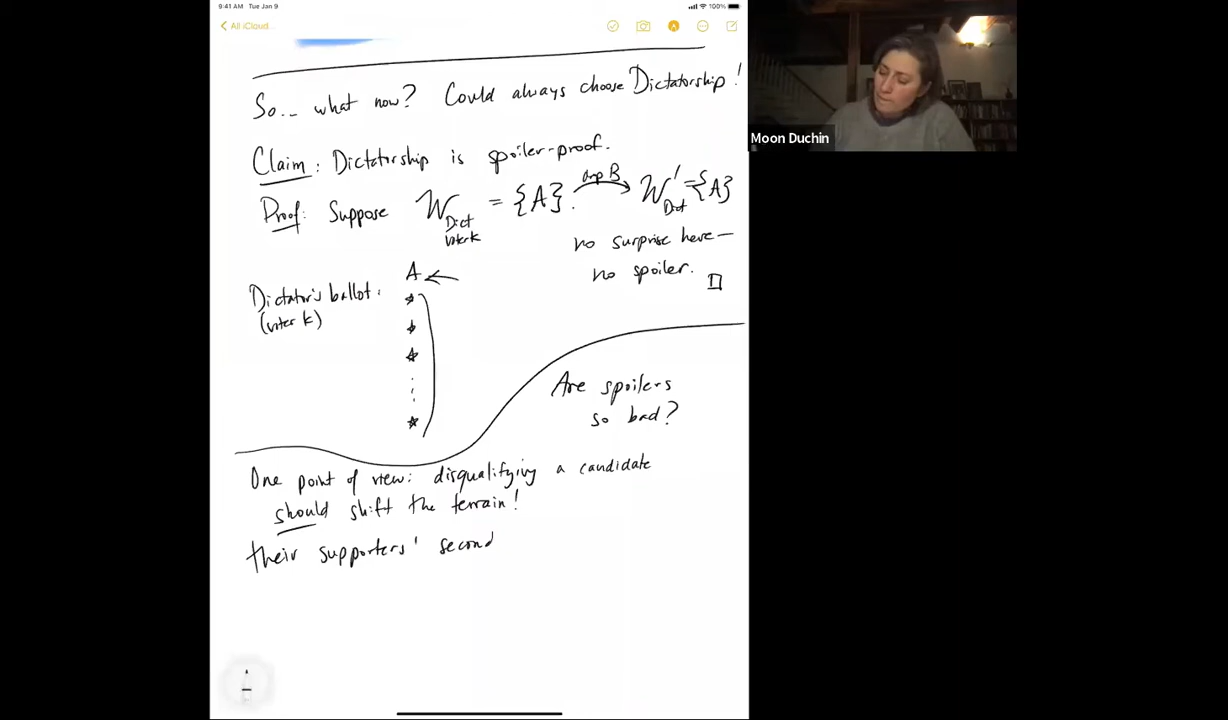 9:41 AM Tue Jan 9
100%
All iCloud...
So... what now? Could always choose Dictatorship!
Claim: Dictatorship is spoiler-proof.
Proof: Suppose W Dict voter k = {A}. drop B W' Dict = {A}
no surprise here—
no spoiler. □
Dictator's ballot: A
(voter k)
Are spoilers
so bad?
One point of view: disqualifying a candidate
should shift the terrain!
their supporters' second
Moon Duchin